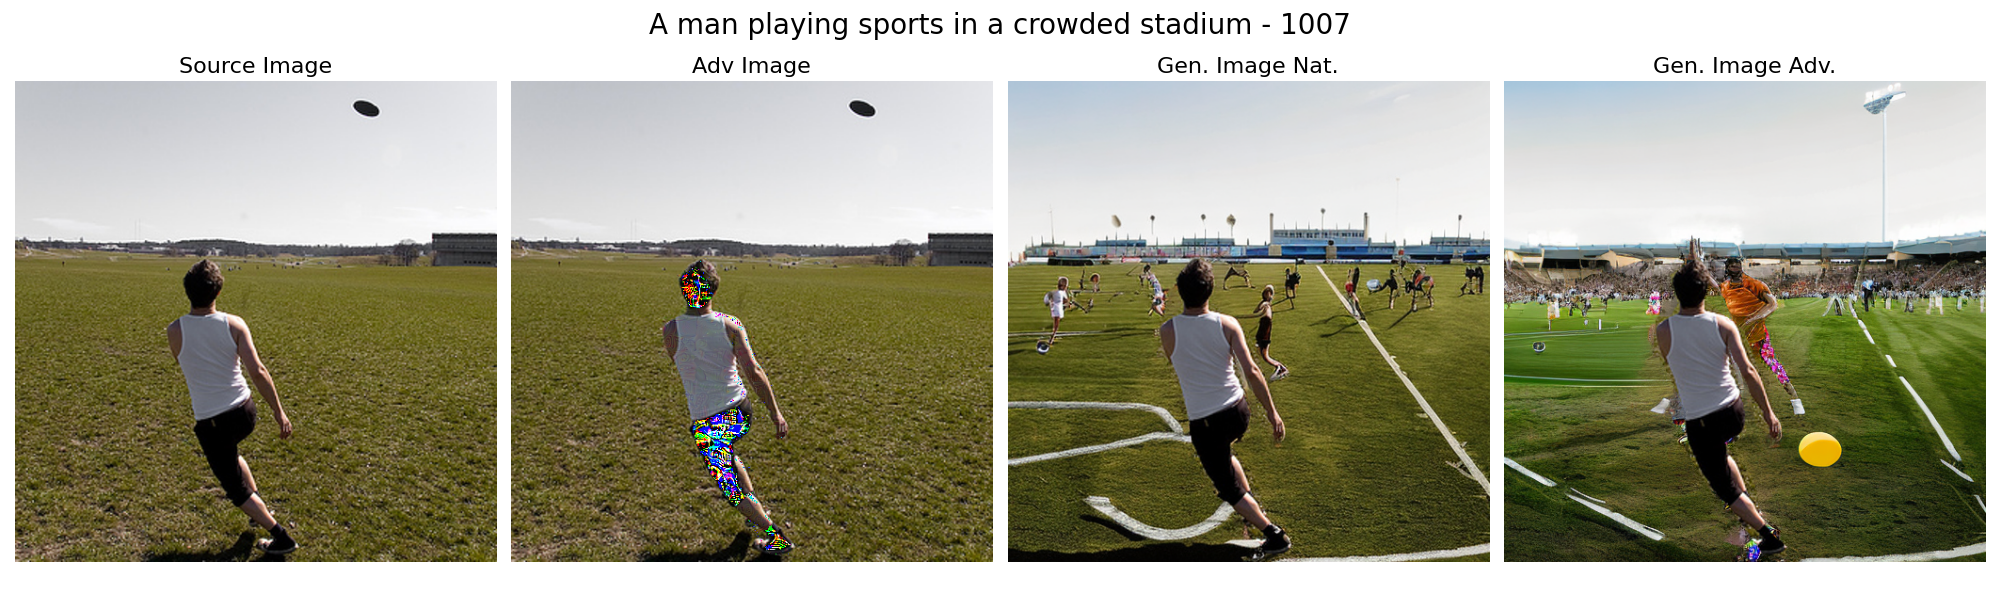 A man playing sports in a crowded stadium - 1007
Source Image
Adv Image
Gen. Image Nat.
Gen. Image Adv.